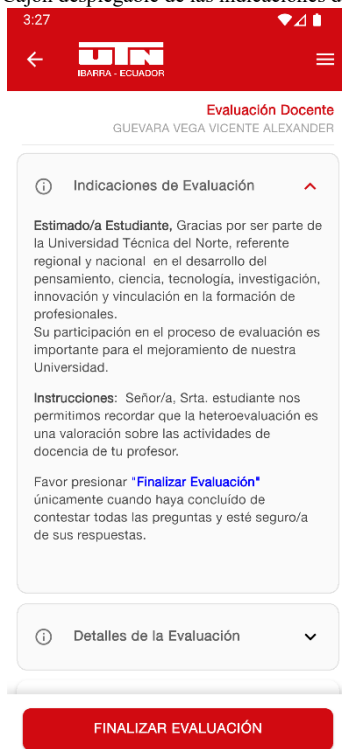 Cajón desplegable de las indicaciones d
3:27
UTN
IBARRA - ECUADOR
Evaluación Docente
GUEVARA VEGA VICENTE ALEXANDER
Indicaciones de Evaluación
Estimado/a Estudiante, Gracias por ser parte de
la Universidad Técnica del Norte, referente
regional y nacional en el desarrollo del
pensamiento, ciencia, tecnología, investigación,
innovación y vinculación en la formación de
profesionales.
Su participación en el proceso de evaluación es
importante para el mejoramiento de nuestra
Universidad.
Instrucciones: Señor/a, Srta. estudiante nos
permitimos recordar que la heteroevaluación es
una valoración sobre las actividades de
docencia de tu profesor.
Favor presionar "Finalizar Evaluación"
únicamente cuando haya concluido de
contestar todas las preguntas y esté seguro/a
de sus respuestas.
Detalles de la Evaluación
FINALIZAR EVALUACIÓN